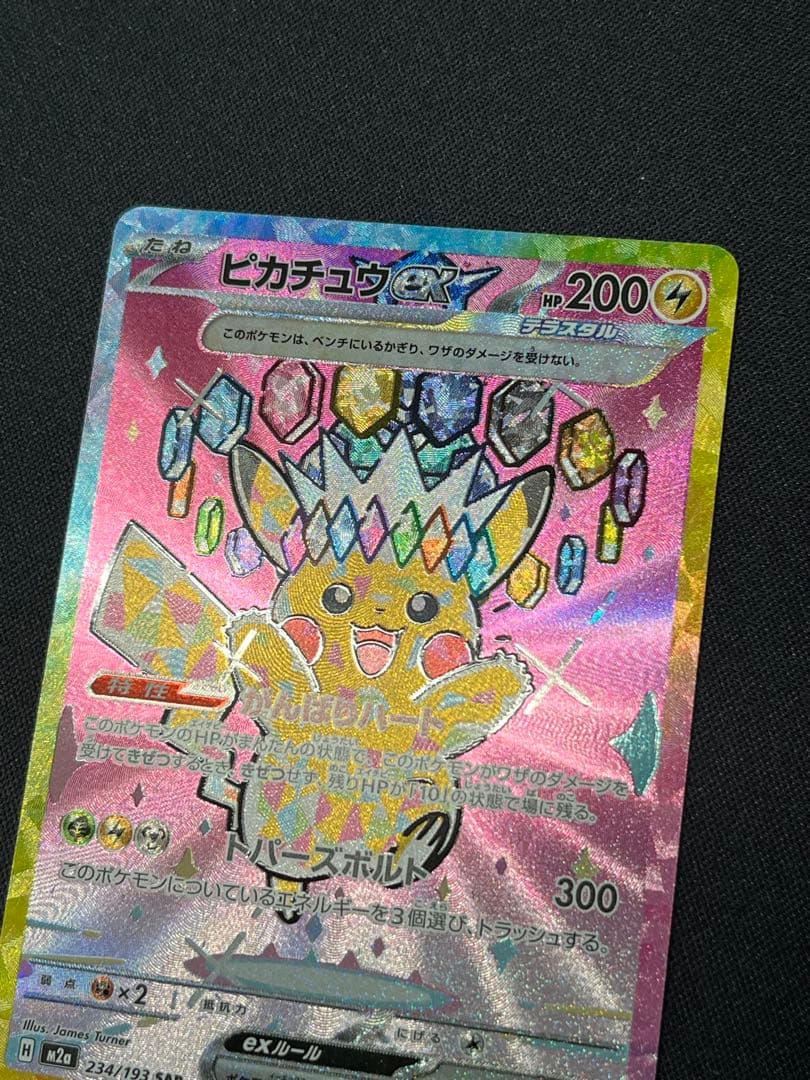 たね
ピカチュウex
HP 200
テラスタル
このポケモンは、ベンチにいるかぎり、ワザのダメージを受けない。
特性
がんばりハート
このポケモンのHPがまんたんの状態で、このポケモンがワザのダメージを
受けてきぜつするとき、きぜつせず、残りHPが「10」の状態で場に残る。
トパーズボルト
300
このポケモンについているエネルギーを3個選び、トラッシュする。
弱点
×2
抵抗力
にげる
Illus. James Turner
exルール
H
M2a
234/193 SAR